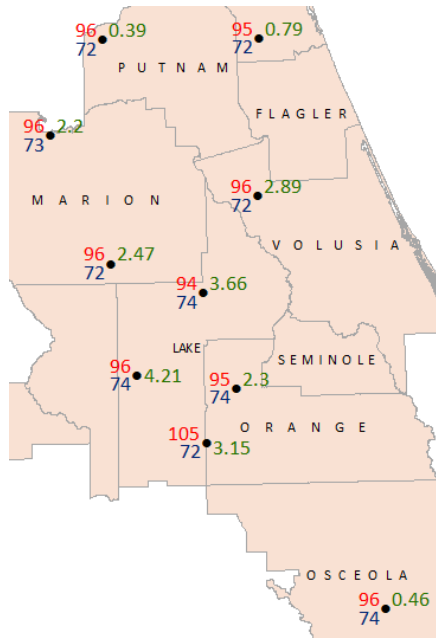 96 0.39
72
95 0.79
72
PUTNAM
FLAGLER
96 2.2
73
96 2.89
72
MARION
VOLUSIA
96 2.47
72
94 3.66
74
LAKE
SEMINOLE
96 4.21
74
95 2.3
74
ORANGE
105
72 3.15
OSCEOLA
96 0.46
74